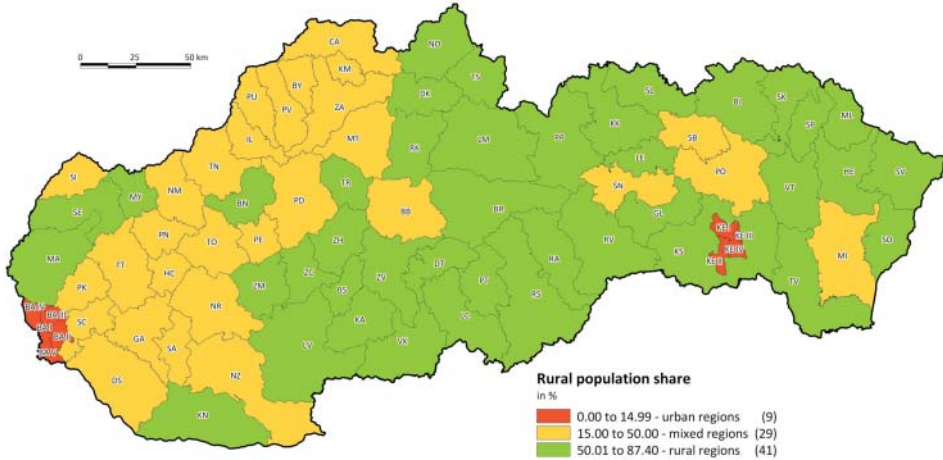 CA
NO
KM
TS
BY
PU
PV
ZA
DK
SL
BJ
SK
ML
SP
KK
IL
MT
RK
LM
PP
SB
LE
PO
HE
SV
TN
SI
NM
MY
BN
PD
TR
BB
BR
SN
GL
VT
SE
PN
TO
PE
ZH
RV
KS
KE I
KE III
KE IV
KE II
SO
MI
MA
TT
HC
ZM
ZC
BS
ZV
DT
PT
RA
RS
TV
PK
NR
KA
LC
VK
LV
BA IV
BA III
BA I
BA II
BA V
SC
GA
SA
DS
NZ
KN
0 25 50 km
Rural population share
in %
0.00 to 14.99 - urban regions (9)
15.00 to 50.00 - mixed regions (29)
50.01 to 87.40 - rural regions (41)